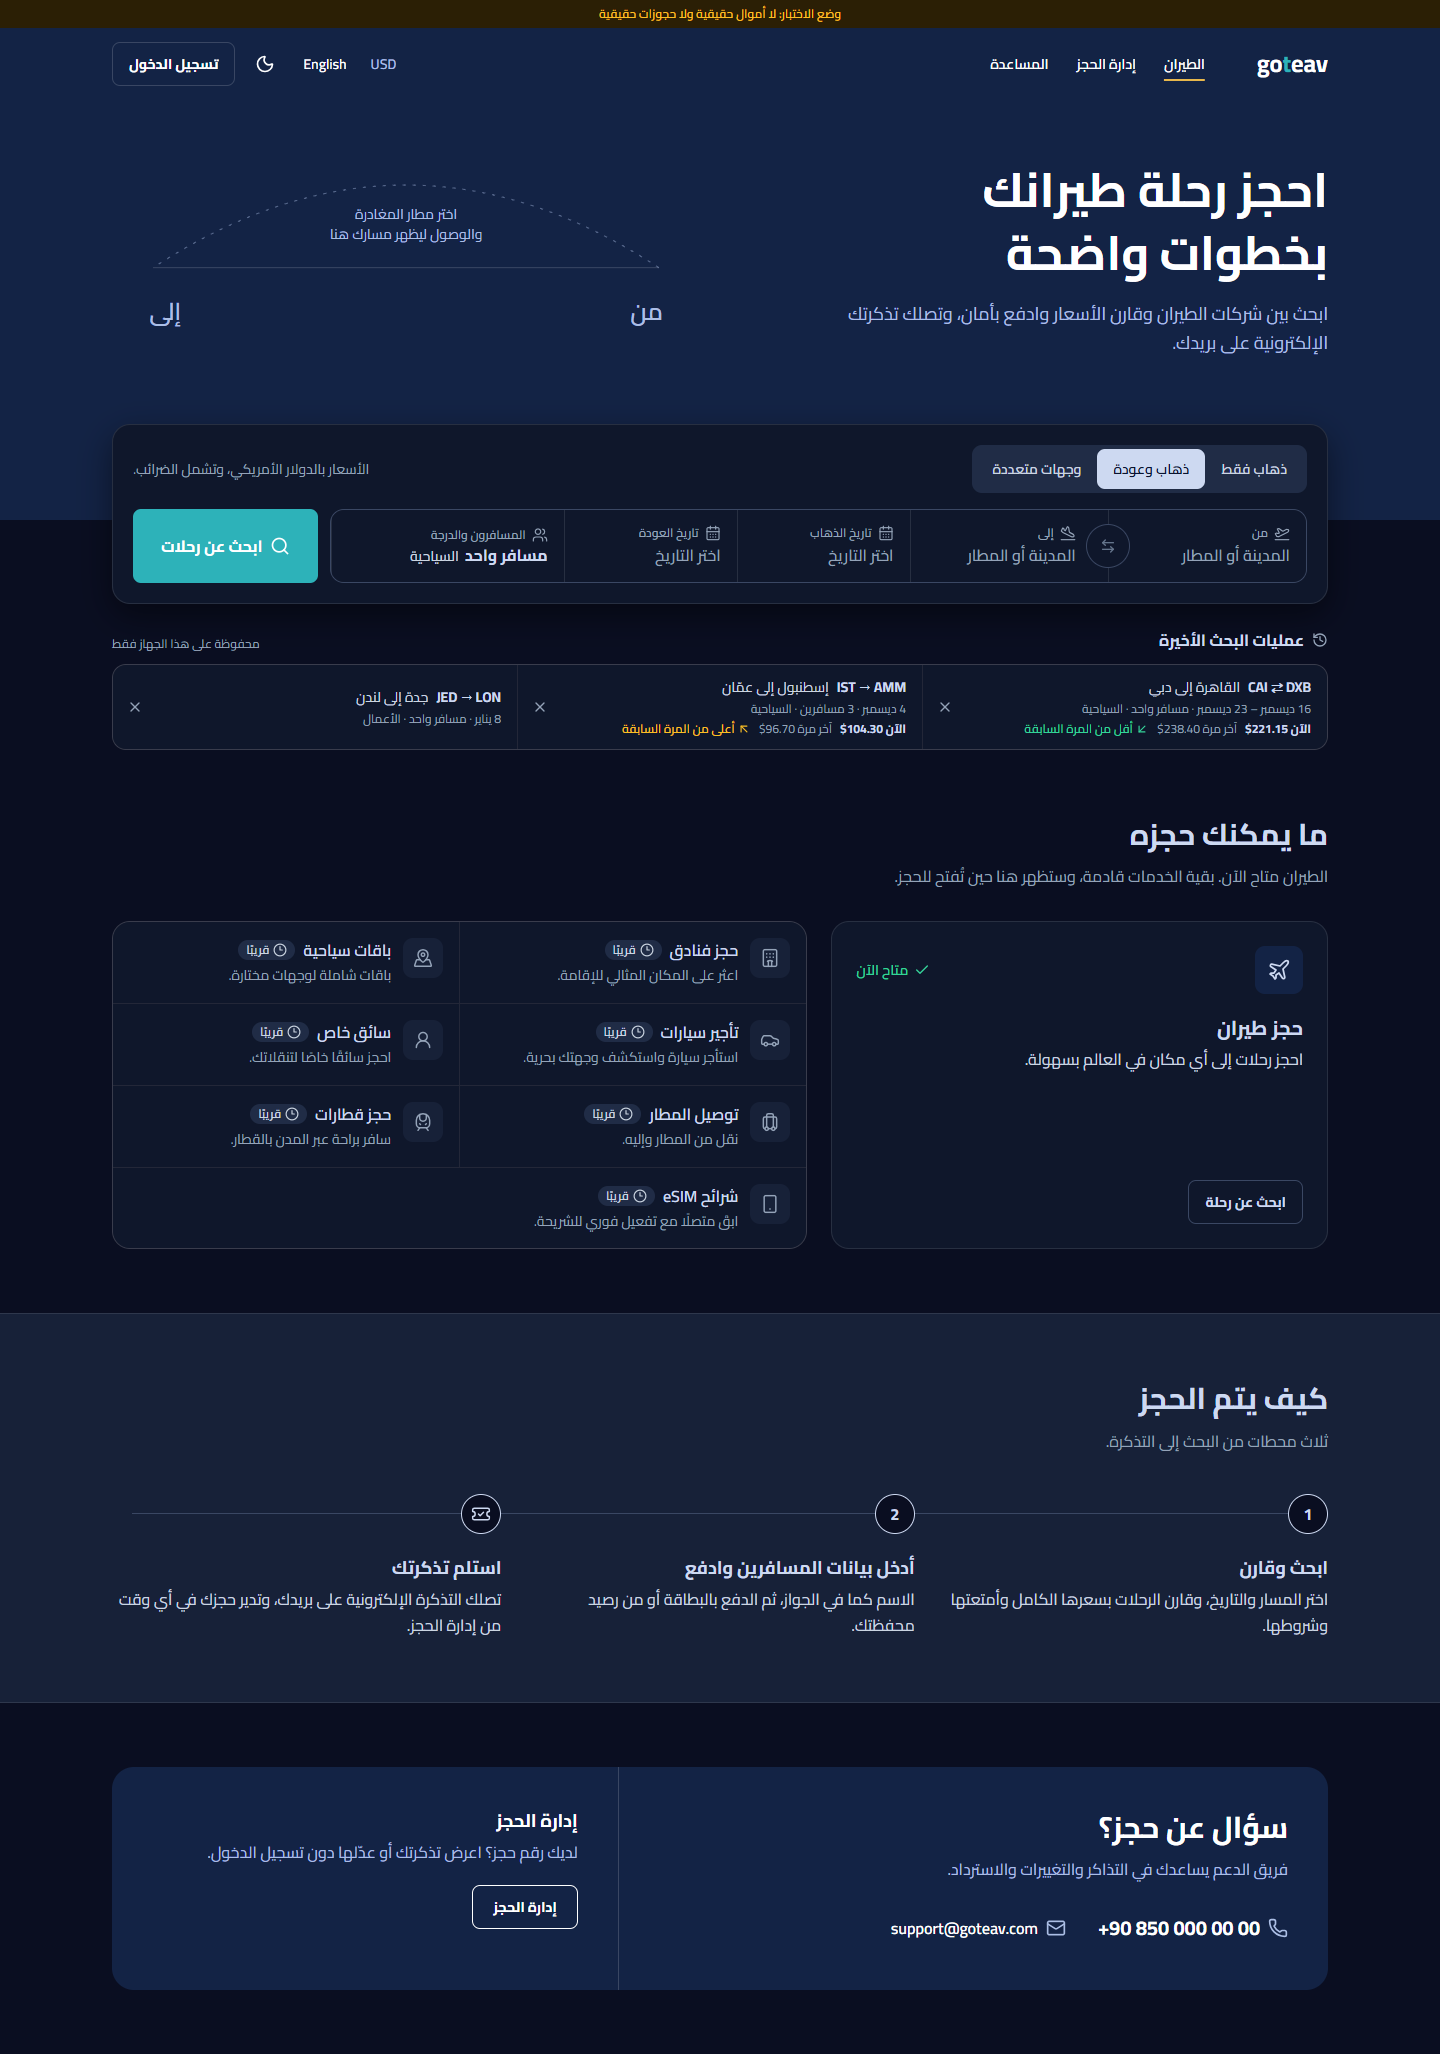 وضع الاختبار: لا أموال حقيقية ولا حجوزات حقيقية
goteav
الطيران
إدارة الحجز
المساعدة
USD
English
تسجيل الدخول
احجز رحلة طيرانك
بخطوات واضحة
ابحث بين شركات الطيران وقارن الأسعار وادفع بأمان، وتصلك تذكرتك
الإلكترونية على بريدك.
اختر مطار المغادرة
والوصول ليظهر مسارك هنا
من
إلى
ذهاب فقط
ذهاب وعودة
وجهات متعددة
الأسعار بالدولار الأمريكي، وتشمل الضرائب.
من
المدينة أو المطار
إلى
المدينة أو المطار
تاريخ الذهاب
اختر التاريخ
تاريخ العودة
اختر التاريخ
المسافرون والدرجة
مسافر واحد السياحية
ابحث عن رحلات
عمليات البحث الأخيرة
محفوظة على هذا الجهاز فقط
CAI ⇄ DXB القاهرة إلى دبي
16 ديسمبر – 23 ديسمبر · مسافر واحد · السياحية
الآن $221.15 آخر مرة $238.40 ↙ أقل من المرة السابقة
IST → AMM إسطنبول إلى عمّان
4 ديسمبر · 3 مسافرين · السياحية
الآن $104.30 آخر مرة $96.70 ↖ أعلى من المرة السابقة
JED → LON جدة إلى لندن
8 يناير · مسافر واحد · الأعمال
ما يمكنك حجزه
الطيران متاح الآن. بقية الخدمات قادمة، وستظهر هنا حين تُفتح للحجز.
متاح الآن
حجز طيران
احجز رحلات إلى أي مكان في العالم بسهولة.
ابحث عن رحلة
حجز فنادق قريبًا
اعثر على المكان المثالي للإقامة.
باقات سياحية قريبًا
باقات شاملة لوجهات مختارة.
تأجير سيارات قريبًا
استأجر سيارة واستكشف وجهتك بحرية.
سائق خاص قريبًا
احجز سائقًا خاصًا لتنقلاتك.
توصيل المطار قريبًا
نقل من المطار وإليه.
حجز قطارات قريبًا
سافر براحة عبر المدن بالقطار.
شرائح eSIM قريبًا
ابقَ متصلًا مع تفعيل فوري للشريحة.
كيف يتم الحجز
ثلاث محطات من البحث إلى التذكرة.
1
ابحث وقارن
اختر المسار والتاريخ، وقارن الرحلات بسعرها الكامل وأمتعتها
وشروطها.
2
أدخل بيانات المسافرين وادفع
الاسم كما في الجواز، ثم الدفع بالبطاقة أو من رصيد
محفظتك.
استلم تذكرتك
تصلك التذكرة الإلكترونية على بريدك، وتدير حجزك في أي وقت
من إدارة الحجز.
سؤال عن حجز؟
فريق الدعم يساعدك في التذاكر والتغييرات والاسترداد.
+90 850 000 00 00
support@goteav.com
إدارة الحجز
لديك رقم حجز؟ اعرض تذكرتك أو عدّلها دون تسجيل الدخول.
إدارة الحجز